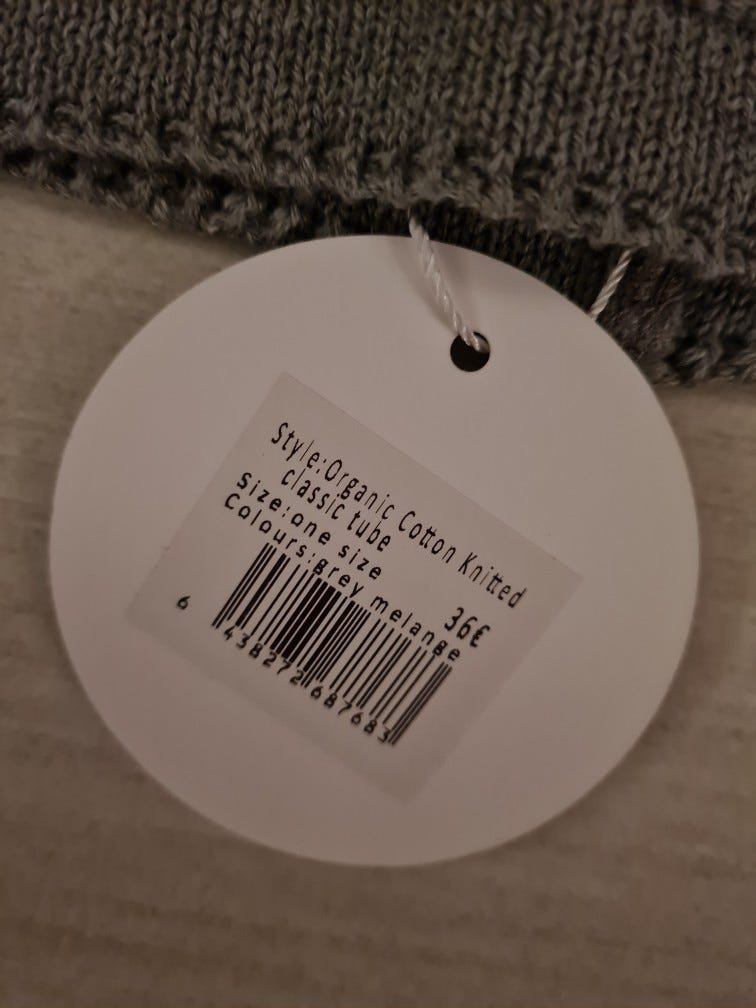 Style:Organic Cotton Knitted
classic tube
Size:one size
36€
Colours:grey melange
6 438272 687683